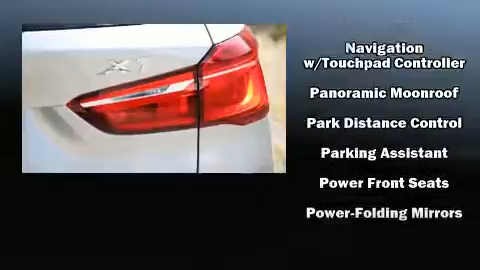 X1
Navigation
w/Touchpad Controller
Panoramic Moonroof
Park Distance Control
Parking Assistant
Power Front Seats
Power-Folding Mirrors